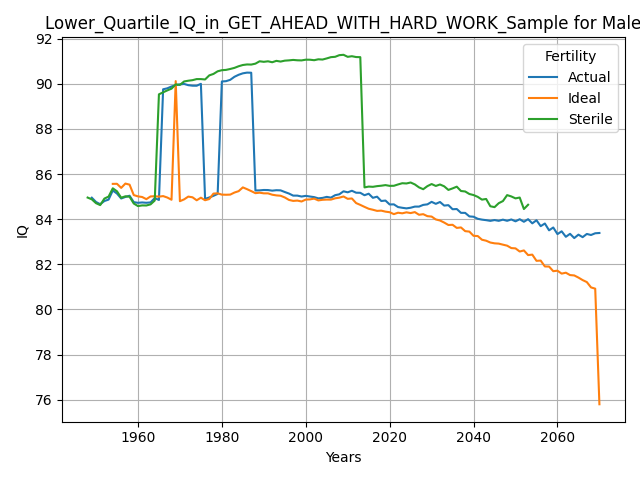 Lower_Quartile_IQ_in_GET_AHEAD_WITH_HARD_WORK_Sample for Male
92
90
88
86
84
82
80
78
76
IQ
Fertility
Actual
Ideal
Sterile
1960
1980
2000
2020
2040
2060
Years